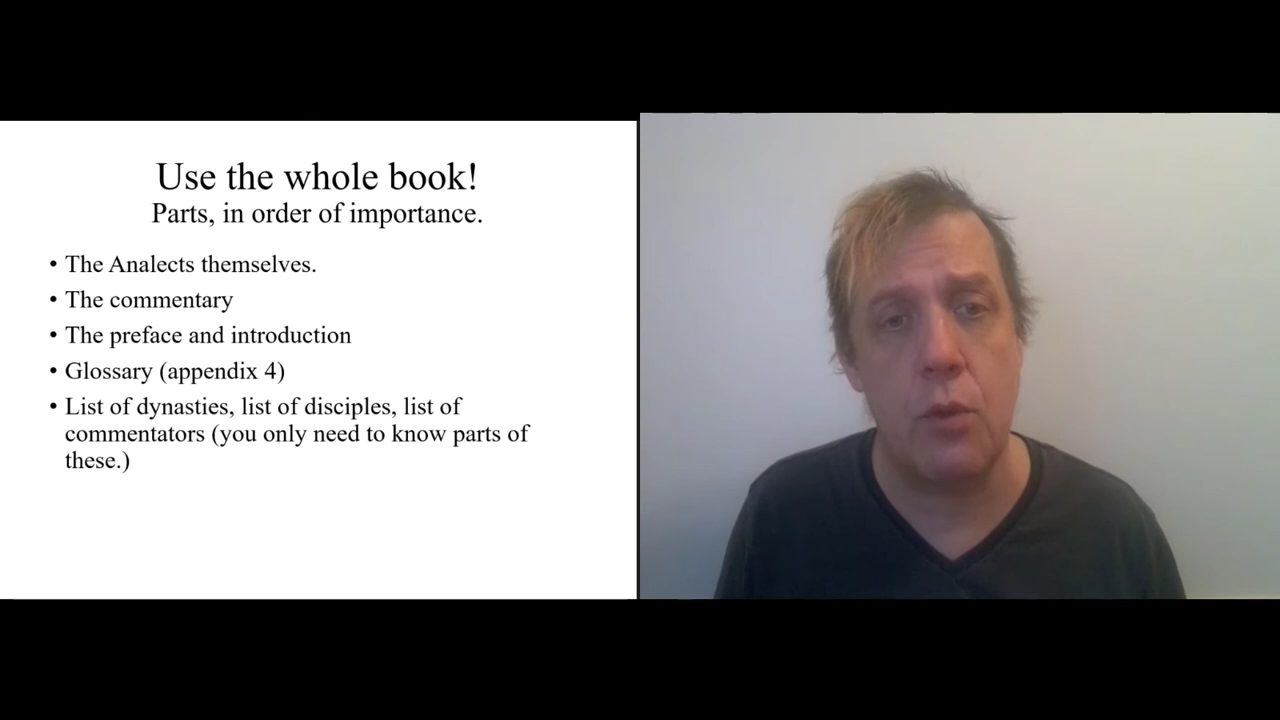 Use the whole book!
Parts, in order of importance.
• The Analects themselves.
• The commentary
• The preface and introduction
• Glossary (appendix 4)
• List of dynasties, list of disciples, list of
commentators (you only need to know parts of
these.)